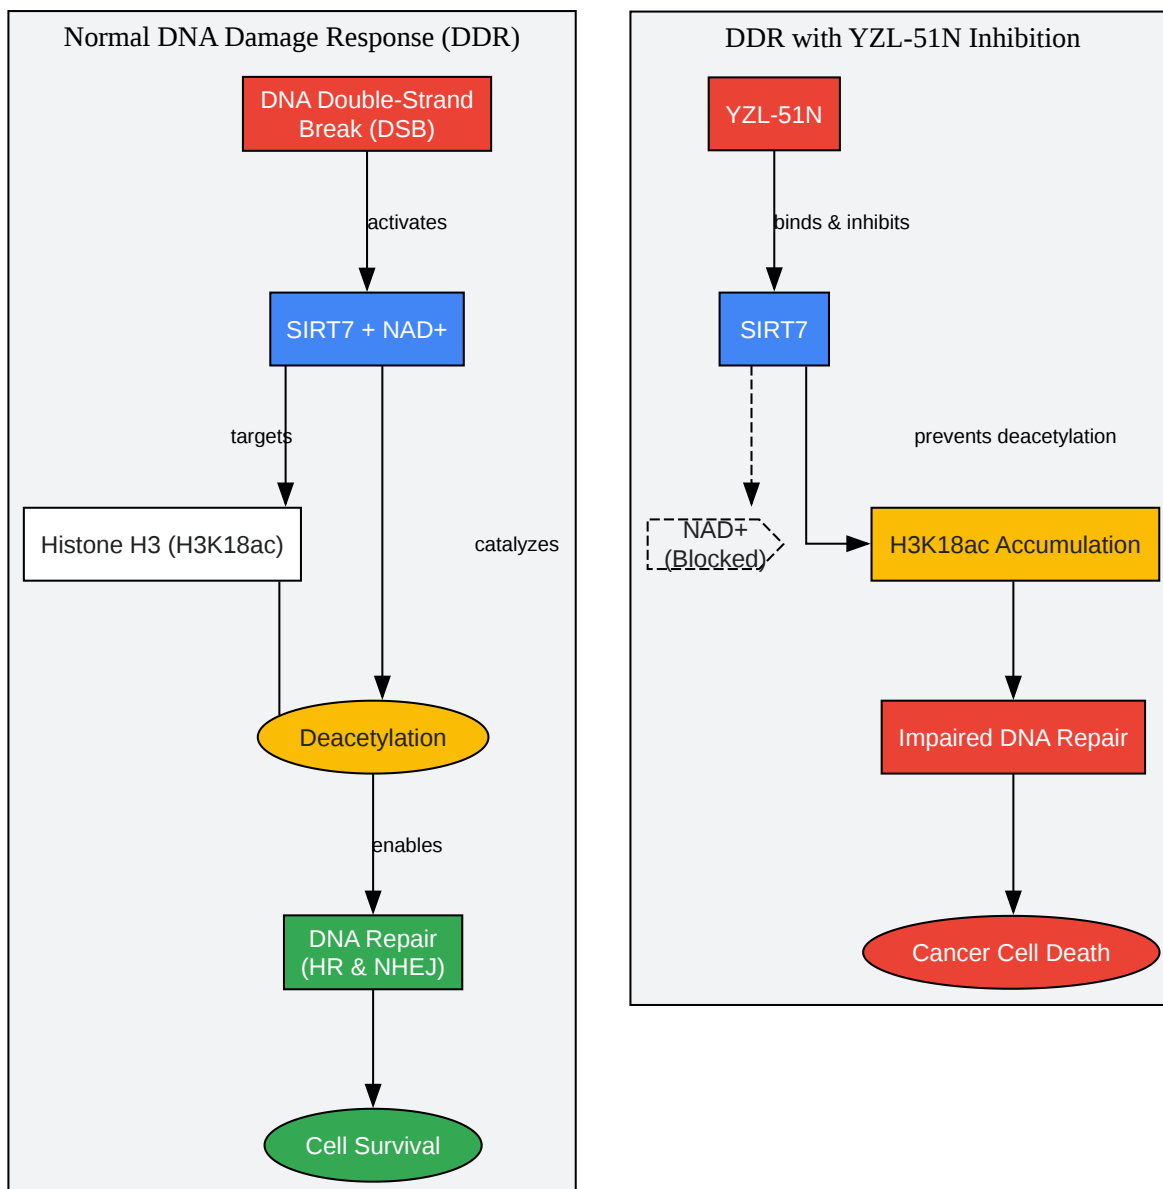 Normal DNA Damage Response (DDR)
DNA Double-Strand
Break (DSB)
activates
SIRT7 + NAD+
targets
Histone H3 (H3K18ac)
catalyzes
Deacetylation
enables
DNA Repair
(HR & NHEJ)
Cell Survival
DDR with YZL-51N Inhibition
YZL-51N
binds & inhibits
SIRT7
prevents deacetylation
NAD+
(Blocked)
H3K18ac Accumulation
Impaired DNA Repair
Cancer Cell Death